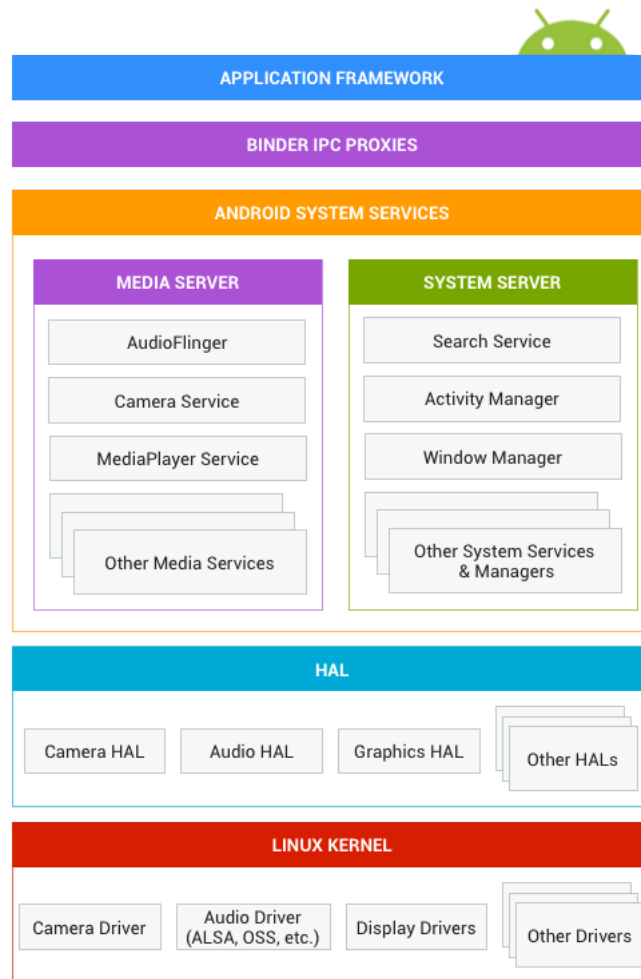 APPLICATION FRAMEWORK
BINDER IPC PROXIES
ANDROID SYSTEM SERVICES
MEDIA SERVER
AudioFlinger
Camera Service
MediaPlayer Service
Other Media Services
SYSTEM SERVER
Search Service
Activity Manager
Window Manager
Other System Services
& Managers
HAL
Camera HAL
Audio HAL
Graphics HAL
Other HALs
LINUX KERNEL
Camera Driver
Audio Driver
(ALSA, OSS, etc.)
Display Drivers
Other Drivers